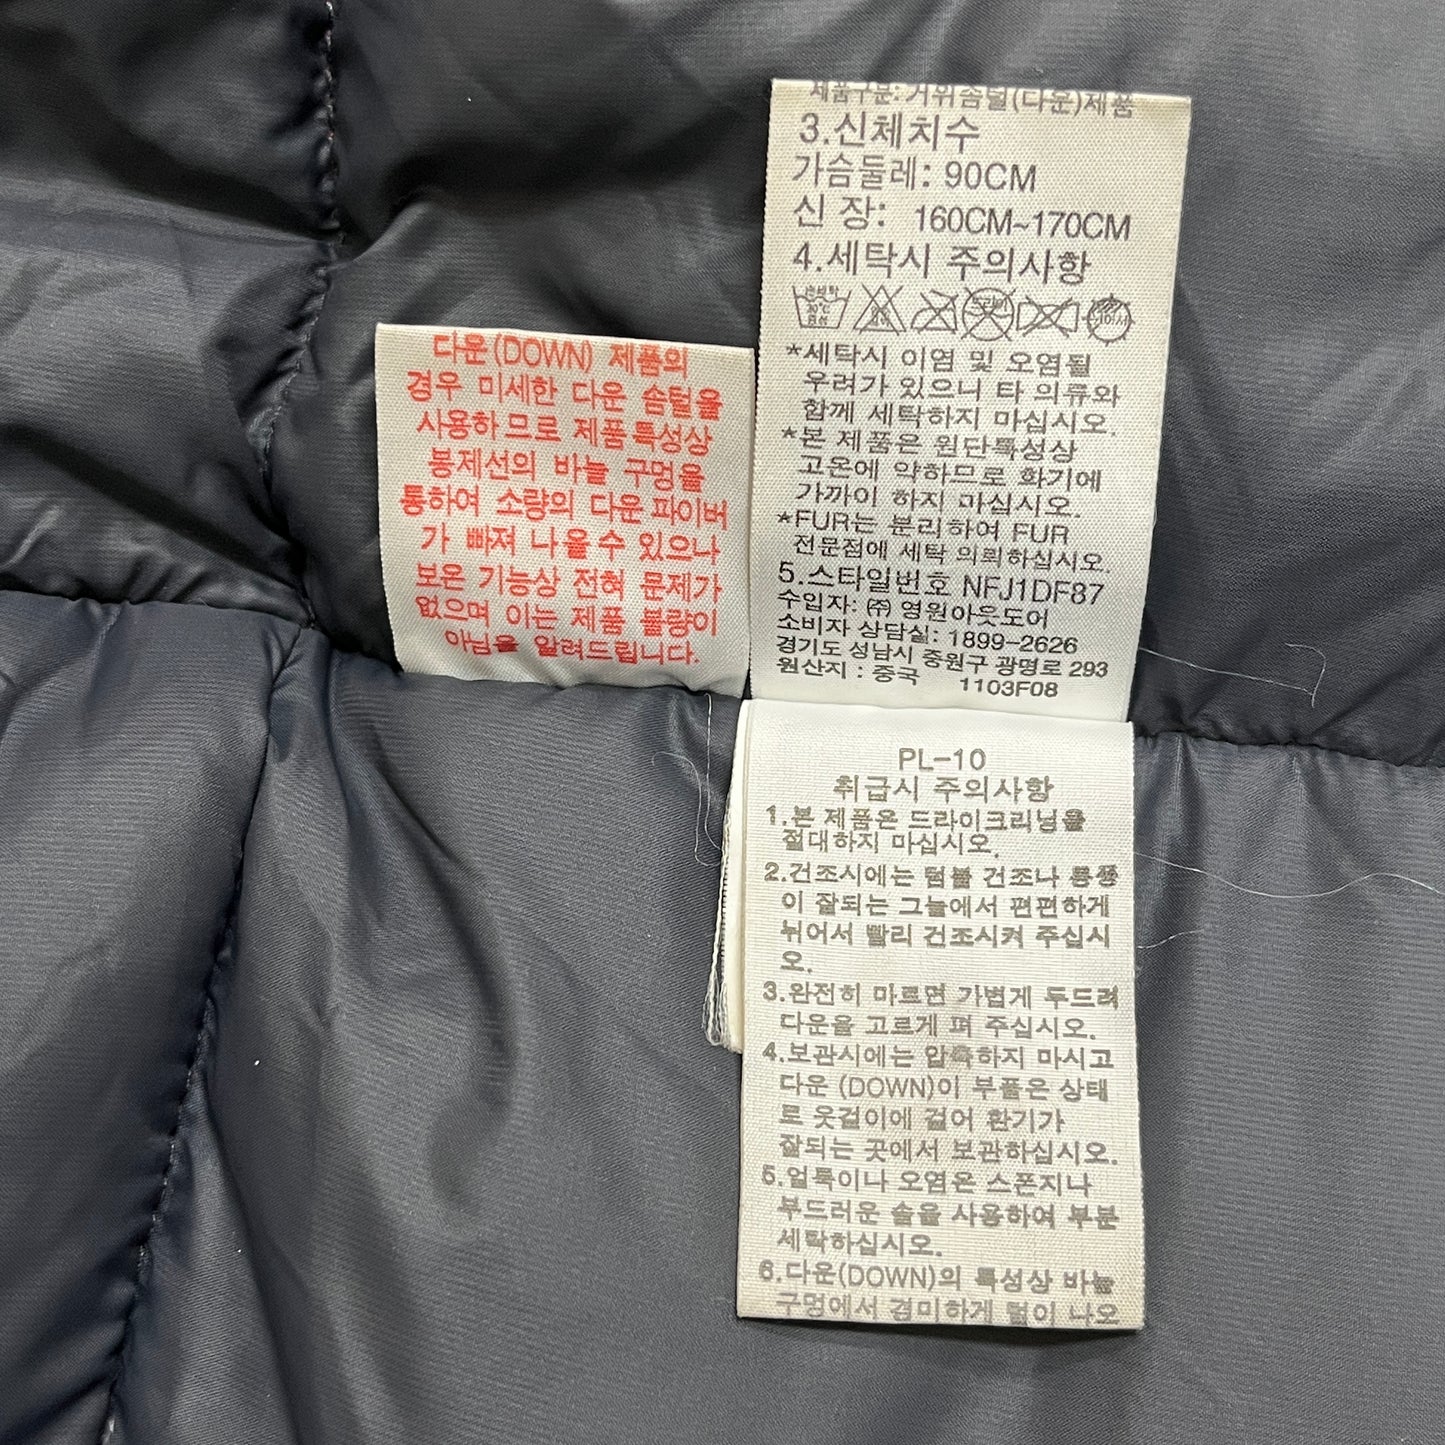 제품구분: 거위솜털(다운)제품
3.신체치수
가슴둘레: 90CM
신 장: 160CM~170CM
4.세탁시 주의사항
*세탁시 이염 및 오염될
우려가 있으니 타 의류와
함께 세탁하지 마십시오.
*본 제품은 원단특성상
고온에 약하므로 화기에
가까이 하지 마십시오.
*FUR는 분리하여 FUR
전문점에 세탁 의뢰하십시오.
5.스타일번호 NFJ1DF87
수입자: ㈜ 영원아웃도어
소비자 상담실: 1899-2626
경기도 성남시 중원구 광명로 293
원산지 : 중국 1103F08
다운(DOWN) 제품의
경우 미세한 다운 솜털을
사용하므로 제품특성상
봉제선의 바늘 구멍을
통하여 소량의 다운파이버
가 빠져 나올수 있으나
보온 기능상 전혀 문제가
없으며 이는 제품 불량이
아님을 알려드립니다.
PL-10
취급시 주의사항
1.본 제품은 드라이크리닝을
절대하지 마십시오.
2.건조시에는 텀블 건조나 통풍
이 잘되는 그늘에서 편편하게
뉘어서 빨리 건조시켜 주십시
오.
3.완전히 마르면 가볍게 두드려
다운을 고르게 펴 주십시오.
4.보관시에는 압축하지 마시고
다운 (DOWN)이 부풀은 상태
로 옷걸이에 걸어 환기가
잘되는 곳에서 보관하십시오.
5.얼룩이나 오염은 스폰지나
부드러운 솔을 사용하여 부분
세탁하십시오.
6.다운(DOWN)의 특성상 바늘
구멍에서 경미하게 털이 나오